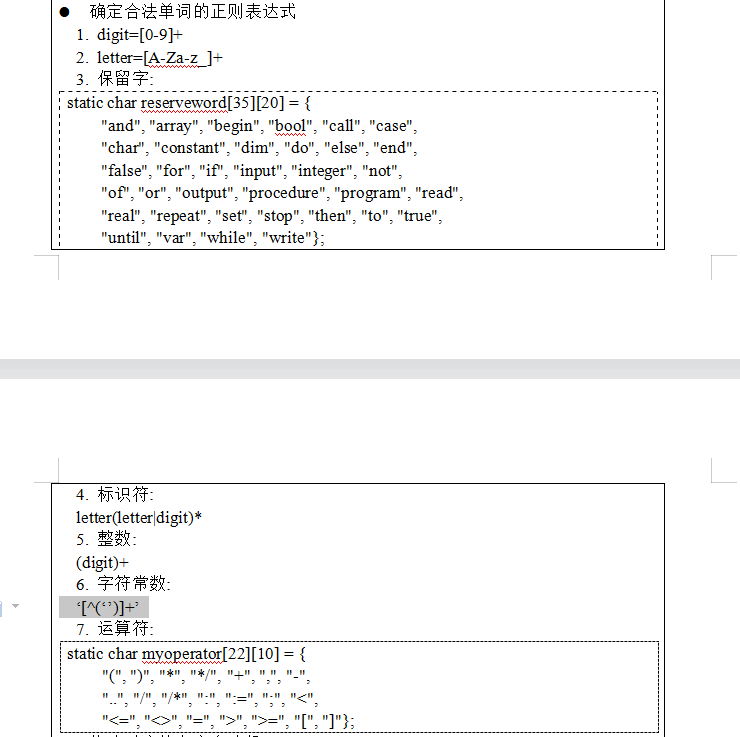 ● 确定合法单词的正则表达式
1. digit=[0-9]+
2. letter=[A-Za-z_]+
3. 保留字:
static char reserveword[35][20] = {
"and", "array", "begin", "bool", "call", "case",
"char", "constant", "dim", "do", "else", "end",
"false", "for", "if", "input", "integer", "not",
"of", "or", "output", "procedure", "program", "read",
"real", "repeat", "set", "stop", "then", "to", "true",
"until", "var", "while", "write"};
4. 标识符:
letter(letter|digit)*
5. 整数:
(digit)+
6. 字符常数:
‘[^(‘’)]+’
7. 运算符:
static char myoperator[22][10] = {
"(", ")", "*", "*/", "+", ",", "-",
"..", "/", "/*", ":", ":=", ";", "<",
"<=", "<>", "=", ">", ">=", "[", "]"};